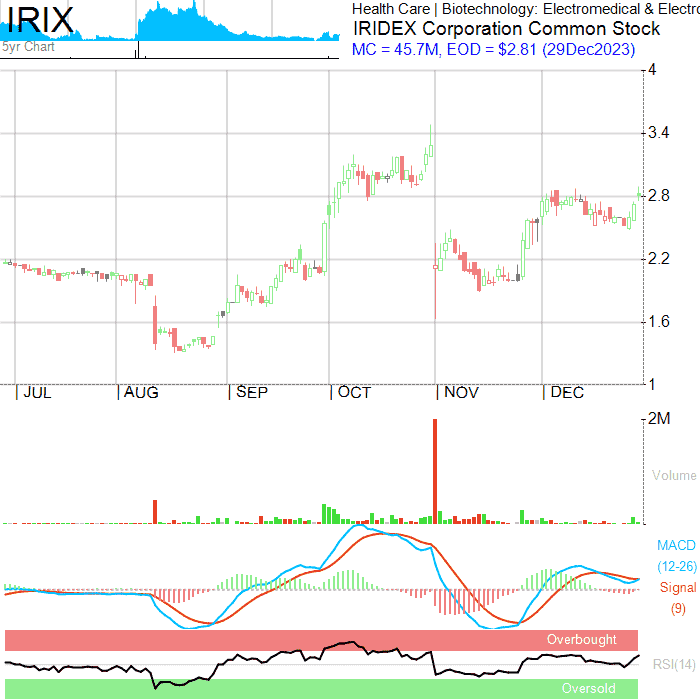 IRIX
5yr Chart
Health Care | Biotechnology: Electromedical & Electro
IRIDEX Corporation Common Stock
MC = 45.7M, EOD = $2.81 (29Dec2023)
4
3.4
2.8
2.2
1.6
1
| JUL | AUG | SEP | OCT | NOV | DEC
2M
Volume
MACD
(12-26)
Signal
(9)
Overbought
RSI(14)
Oversold